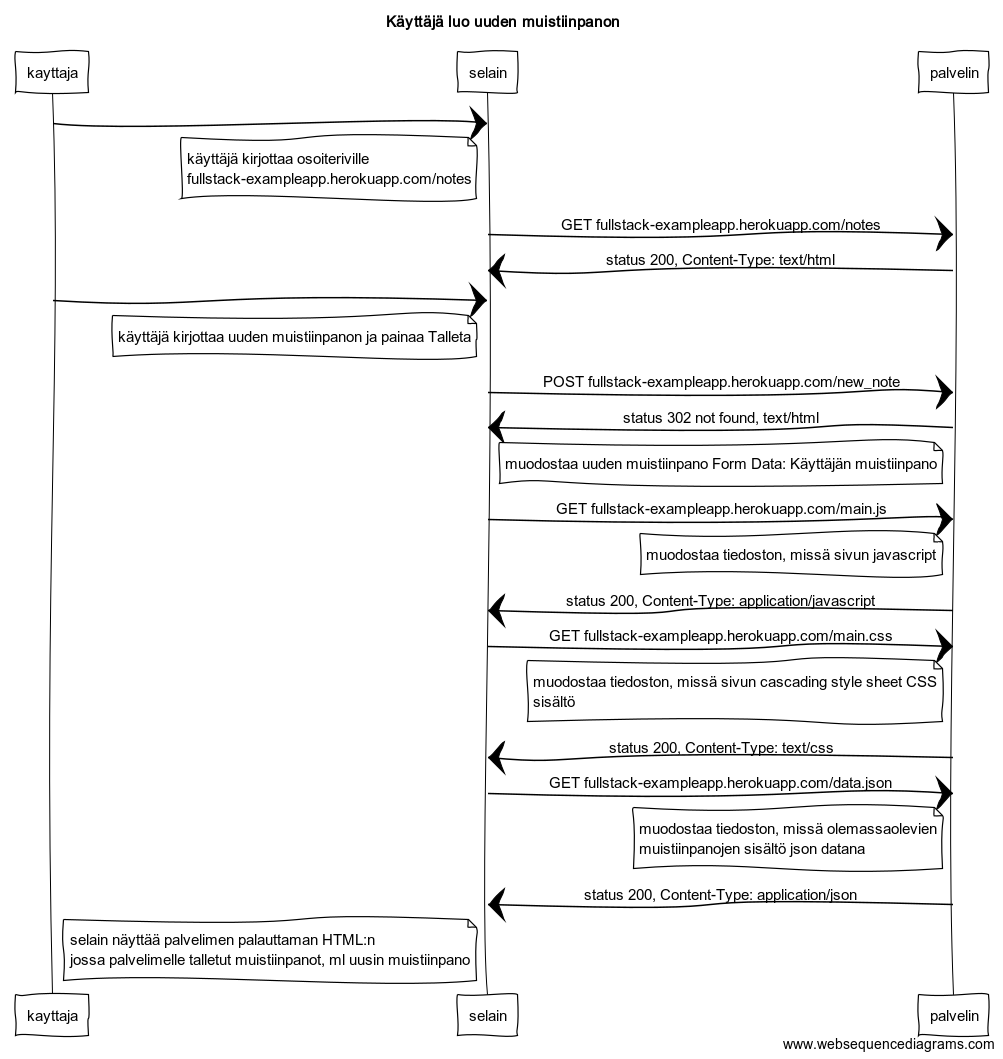 Käyttäjä luo uuden muistiinpanon
kayttaja
selain
palvelin
käyttäjä kirjottaa osoiteriville
fullstack-exampleapp.herokuapp.com/notes
GET fullstack-exampleapp.herokuapp.com/notes
status 200, Content-Type: text/html
käyttäjä kirjottaa uuden muistiinpanon ja painaa Talleta
POST fullstack-exampleapp.herokuapp.com/new_note
status 302 not found, text/html
muodostaa uuden muistiinpano Form Data: Käyttäjän muistiinpano
GET fullstack-exampleapp.herokuapp.com/main.js
muodostaa tiedoston, missä sivun javascript
status 200, Content-Type: application/javascript
GET fullstack-exampleapp.herokuapp.com/main.css
muodostaa tiedoston, missä sivun cascading style sheet CSS
sisältö
status 200, Content-Type: text/css
GET fullstack-exampleapp.herokuapp.com/data.json
muodostaa tiedoston, missä olemassaolevien
muistiinpanojen sisältö json datana
status 200, Content-Type: application/json
selain näyttää palvelimen palauttaman HTML:n
jossa palvelimelle talletut muistiinpanot, ml uusin muistiinpano
kayttaja
selain
palvelin
www.websequencediagrams.com